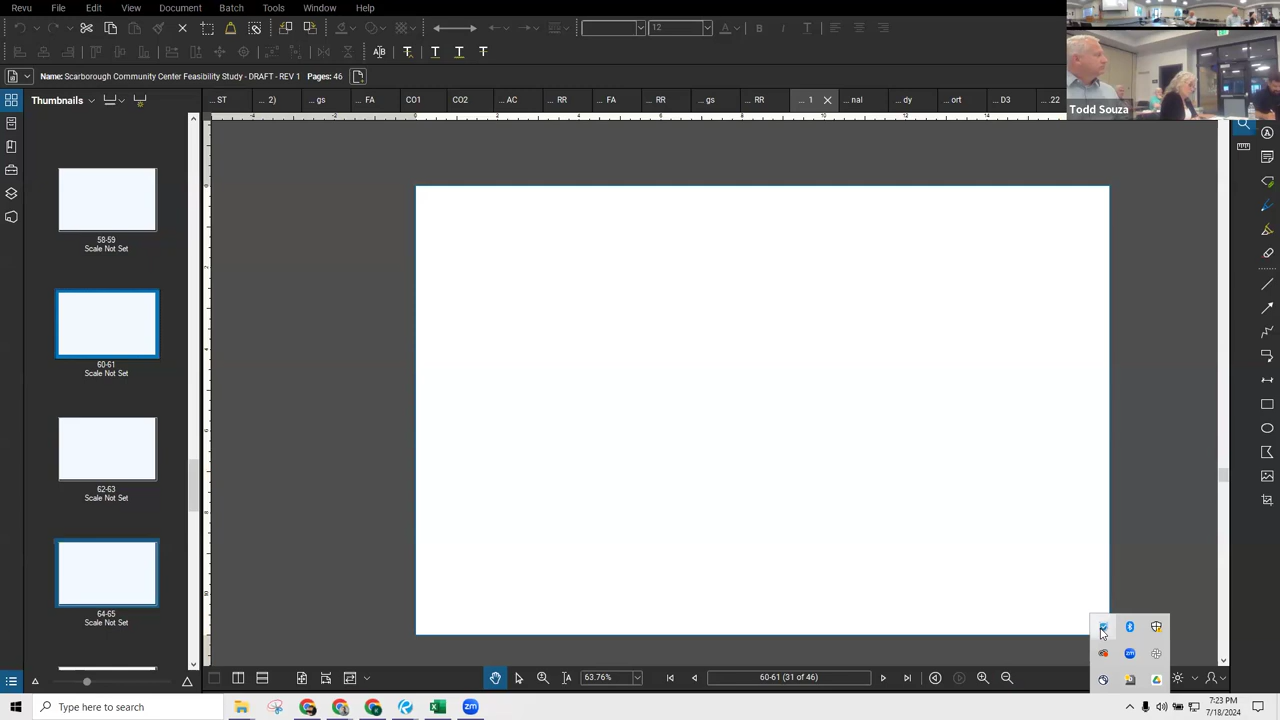 Revu File Edit View Document Batch Tools Window Help
12
Name: Scarborough Community Center Feasibility Study - DRAFT - REV 1 Pages: 46
Thumbnails
... ST ... 2) ... gs ... FA CO1 CO2 ... AC ... RR ... FA ... RR ... gs ... RR ... 1 ... nal ... dy ... ort ... D3 ....22
Todd Souza
58-59
Scale Not Set
60-61
Scale Not Set
62-63
Scale Not Set
64-65
Scale Not Set
63.76%
60-61 (31 of 46)
Type here to search
7:23 PM
7/18/2024